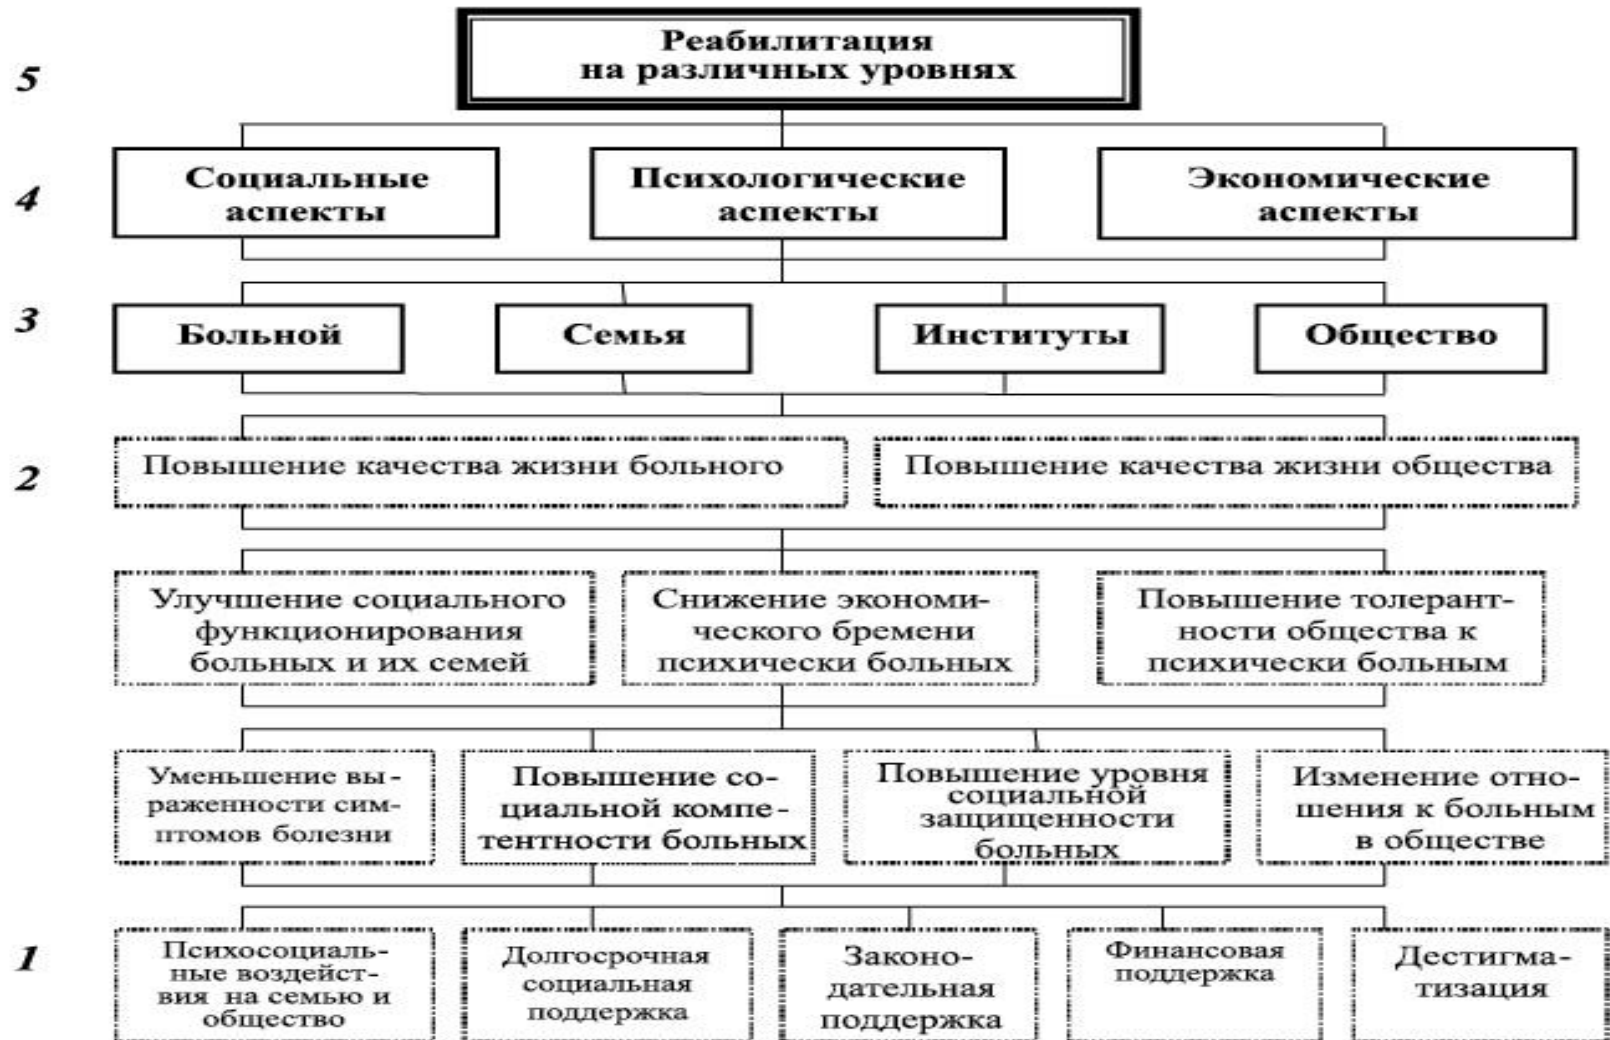 5
Реабилитация
на различных уровнях
4
Социальные
аспекты
Психологические
аспекты
Экономические
аспекты
3
Больной
Семья
Институты
Общество
2
Повышение качества жизни больного
Повышение качества жизни общества
Улучшение социального
функционирования
больных и их семей
Снижение экономи-
ческого бремени
психически больных
Повышение толерант-
ности общества к
психически больным
Уменьшение вы-
раженности сим-
птомов болезни
Повышение со-
циальной компе-
тентности больных
Повышение уровня
социальной
защищенности
больных
Изменение отно-
шения к больным
в обществе
1
Психосоциаль-
ные воздейст-
вия на семью и
общество
Долгосрочная
социальная
поддержка
Законо-
дательная
поддержка
Финансовая
поддержка
Дестигма-
тизация